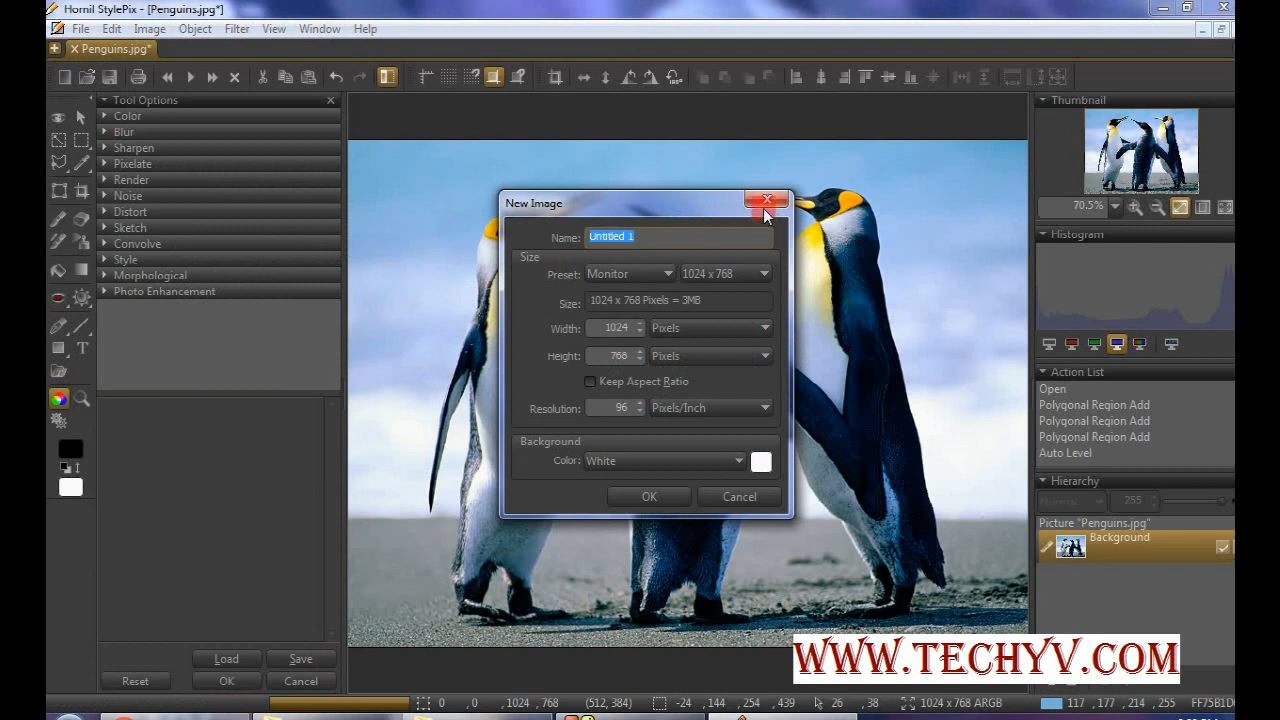 Hornil StylePix - [Penguins.jpg*]
File Edit Image Object Filter View Window Help
Penguins.jpg*
Tool Options
Color
Blur
Sharpen
Pixelate
Render
Noise
Distort
Sketch
Convolve
Style
Morphological
Photo Enhancement
Load Save
Reset OK Cancel
New Image
Name: Untitled 1
Size
Preset: Monitor 1024 x 768
Size: 1024 x 768 Pixels = 3MB
Width: 1024 Pixels
Height: 768 Pixels
Keep Aspect Ratio
Resolution: 96 Pixels/Inch
Background
Color: White
OK Cancel
Thumbnail
70.5%
Histogram
Action List
Open
Polygonal Region Add
Polygonal Region Add
Polygonal Region Add
Auto Level
Hierarchy
255
Picture "Penguins.jpg"
Background
WWW.TECHYV.COM
0 , 0 , 1024 , 768 (512, 384) -24 , 144 , 254 , 439 26 , 38 1024 x 768 ARGB 117 , 177 , 214 , 255 FF75B1D